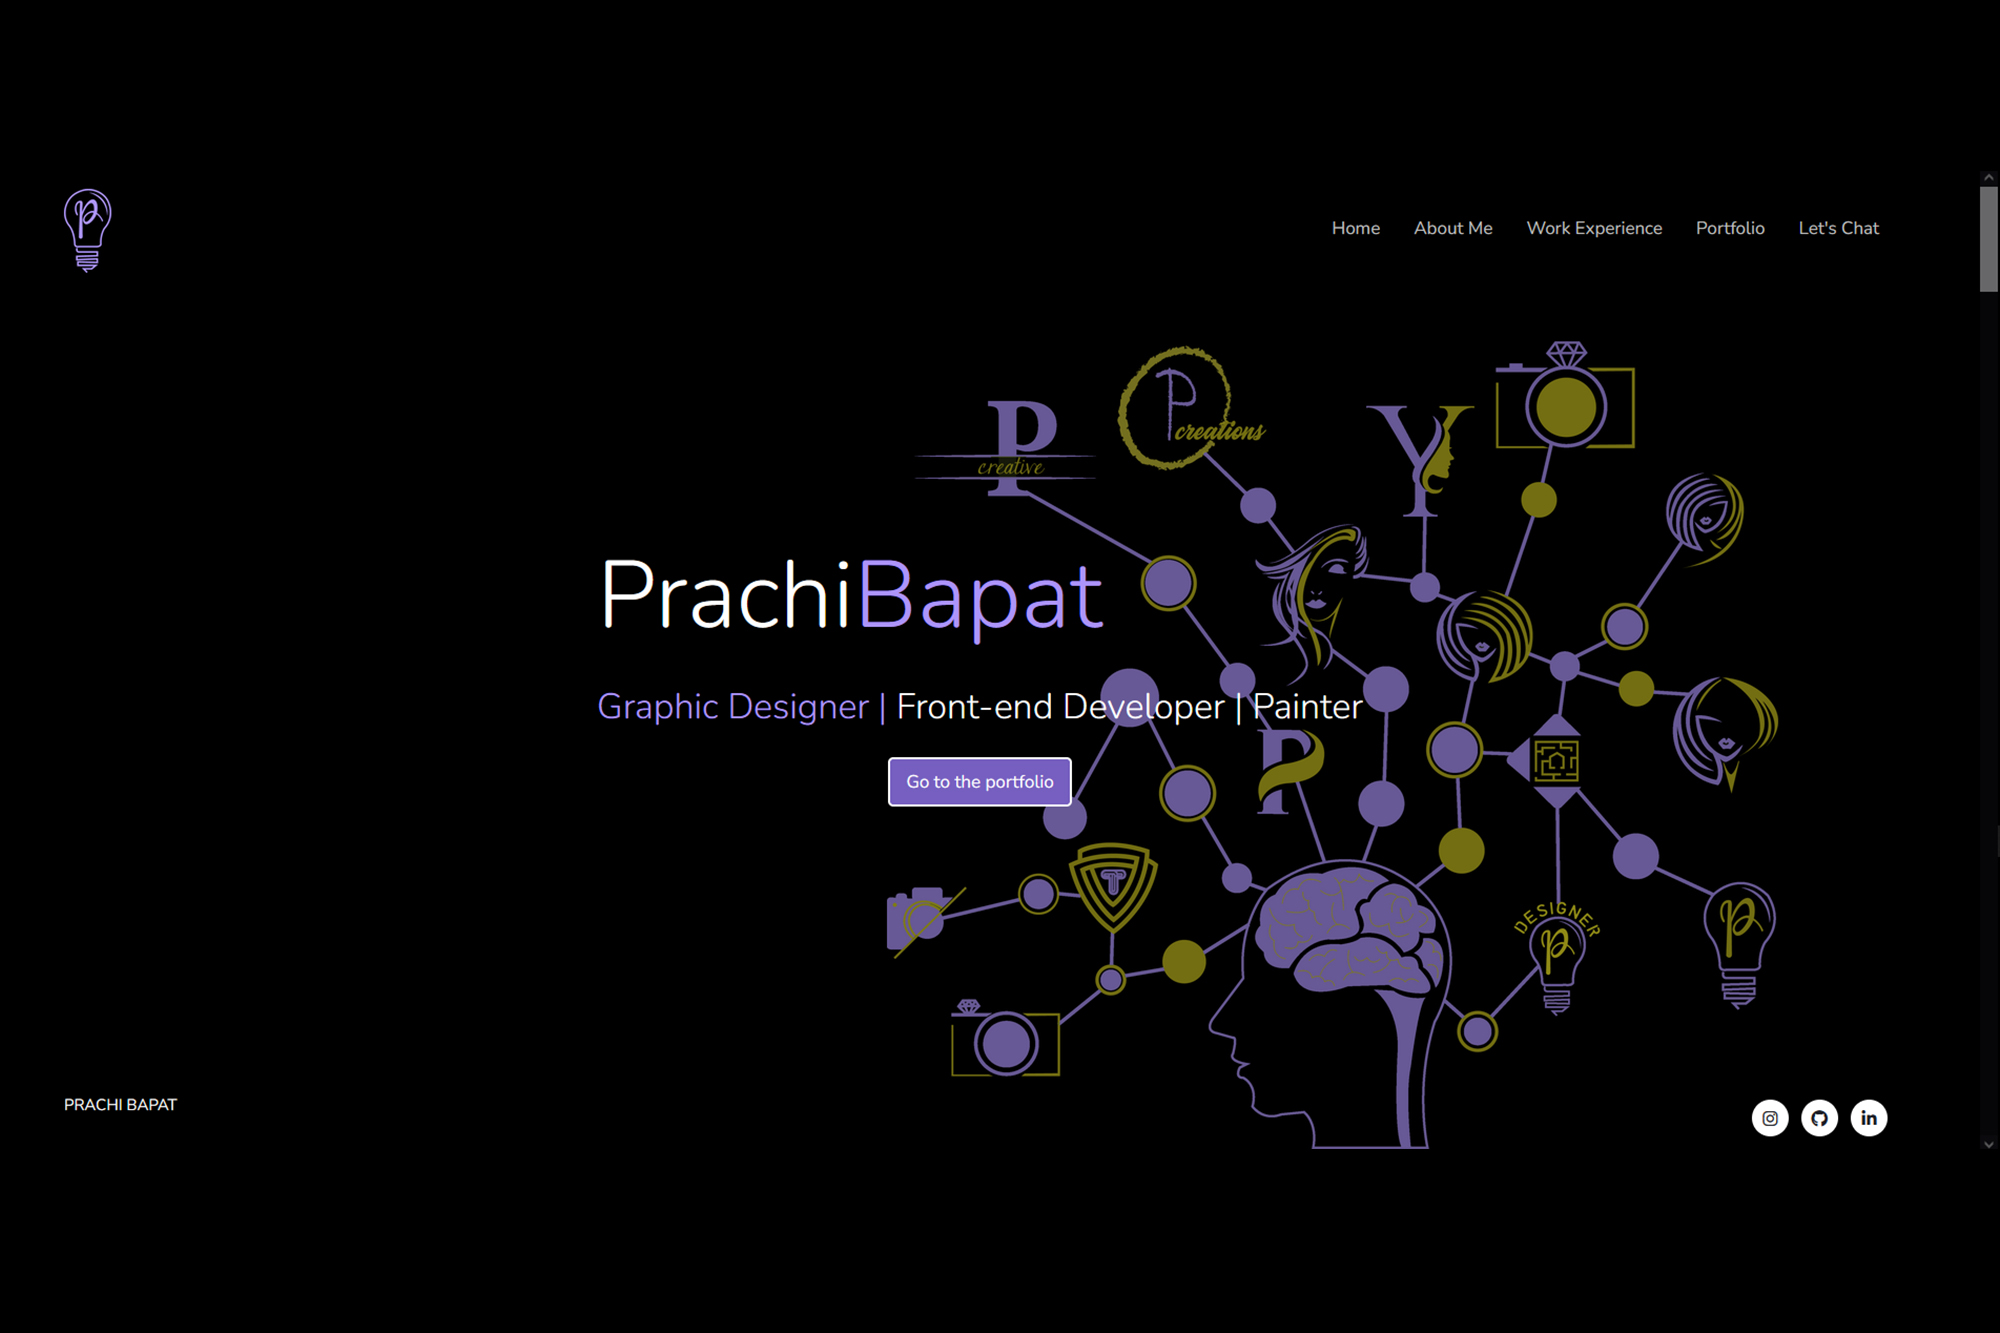 p
Home About Me Work Experience Portfolio Let's Chat
P
creative
P
creations
Y
PrachiBapat
Graphic Designer | Front-end Developer | Painter
P
Go to the portfolio
T
DESIGNER
p
p
PRACHI BAPAT
in